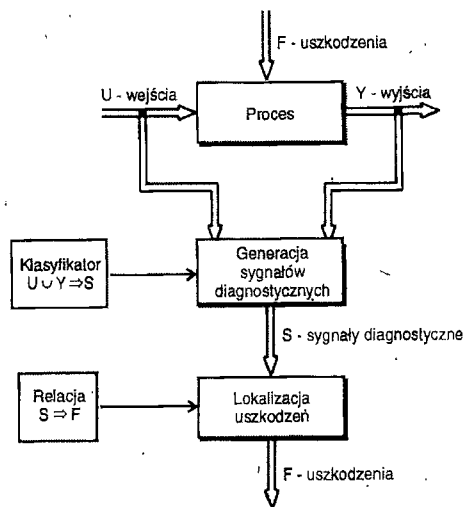 F - uszkodzenia
U - wejścia
Y - wyjścia
Proces
Klasyfikator
U ∪ Y ⇒ S
Generacja
sygnałów
diagnostycznych
S - sygnały diagnostyczne
Relacja
S ⇒ F
Lokalizacja
uszkodzeń
F - uszkodzenia